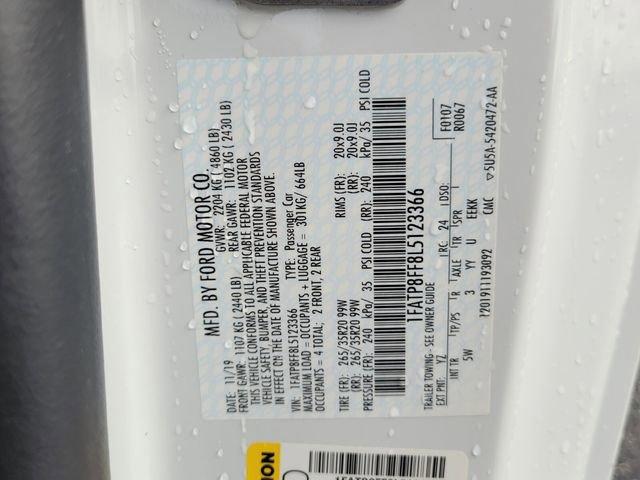 MFD. BY FORD MOTOR CO.
DATE: 11/19 GVWR: 2204 KG ( 4860 LB)
FRONT GAWR: 1107 KG ( 2440 LB) REAR GAWR: 1102 KG ( 2430 LB)
THIS VEHICLE CONFORMS TO ALL APPLICABLE FEDERAL MOTOR
VEHICLE SAFETY, BUMPER, AND THEFT PREVENTION STANDARDS
IN EFFECT ON THE DATE OF MANUFACTURE SHOWN ABOVE.
VIN: 1FATP8FF8L5123366 TYPE: Passenger Car
MAXIMUM LOAD = OCCUPANTS + LUGGAGE = 301KG/ 664LB
OCCUPANTS = 4 TOTAL; 2 FRONT, 2 REAR
TIRE (FR): 265/35R20 99W RIMS (FR): 20x9.0J
(RR): 265/35R20 99W (RR): 20x9.0J
PRESSURE (FR): 240 kPa/ 35 PSI COLD (RR): 240 kPa/ 35 PSI COLD
1FATP8FF8L5123366
TRAILER TOWING - SEE OWNER GUIDE F0107
EXT PNT: YZ RC: 24 DSO: R0067
INT TR TP/PS R AXLE TR SPR
5W 3 YY U EEKK
1201911193092 CMC ▽5U5A-5420472-AA